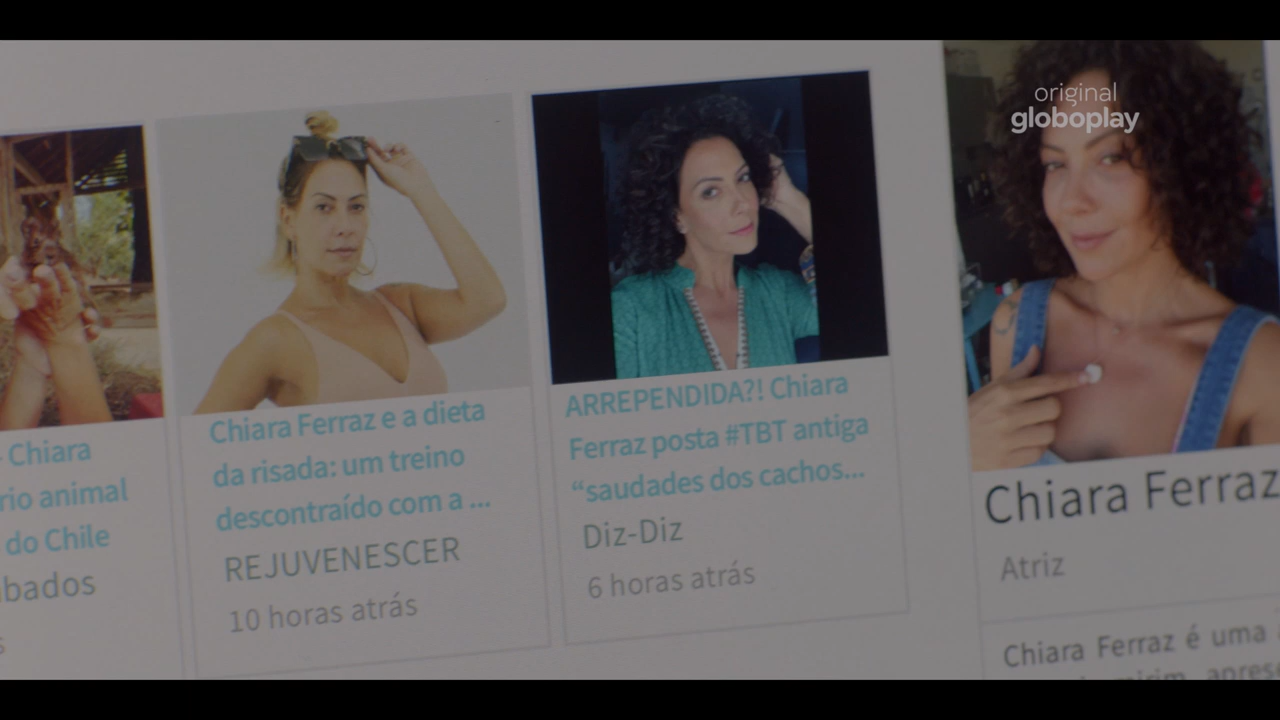 original
globoplay
Chiara
rio animal
do Chile
bados
s
Chiara Ferraz e a dieta
da risada: um treino
descontraído com a ...
REJUVENESCER
10 horas atrás
ARREPENDIDA?! Chiara
Ferraz posta #TBT antiga
“saudades dos cachos...
Diz-Diz
6 horas atrás
Chiara Ferraz
Atriz
Chiara Ferraz é uma
mirim, aprese